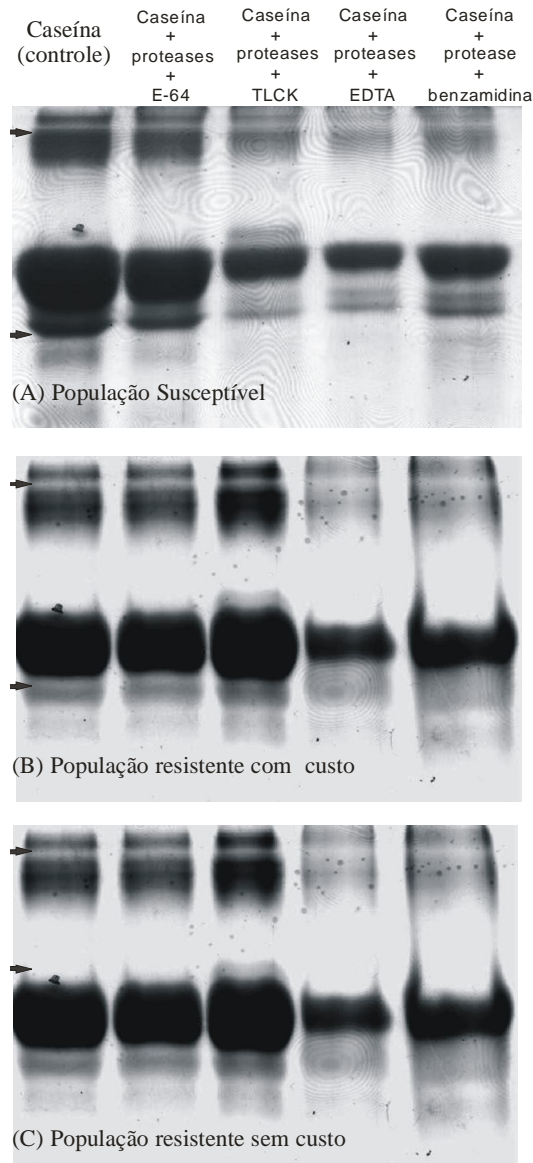 Caseína
(controle)
Caseína
+
proteases
+
E-64
Caseína
+
proteases
+
TLCK
Caseína
+
proteases
+
EDTA
Caseína
+
protease
+
benzamidina
(A) População Susceptível
(B) População resistente com custo
(C) População resistente sem custo